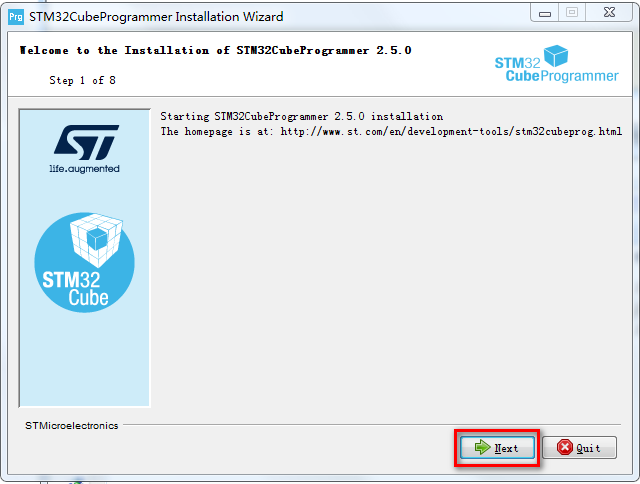 Prg STM32CubeProgrammer Installation Wizard
Welcome to the Installation of STM32CubeProgrammer 2.5.0
Step 1 of 8
STM32
CubeProgrammer
Starting STM32CubeProgrammer 2.5.0 installation
The homepage is at: http://www.st.com/en/development-tools/stm32cubeprog.html
ST
life.augmented
STM32
Cube
STMicroelectronics
Next
Quit